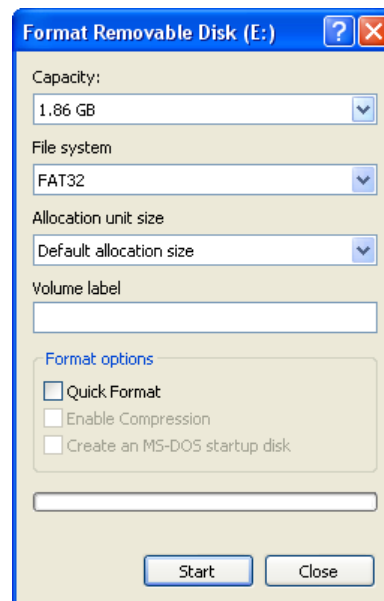 Format Removable Disk (E:)
Capacity:
1.86 GB
File system
FAT32
Allocation unit size
Default allocation size
Volume label
Format options
Quick Format
Enable Compression
Create an MS-DOS startup disk
Start Close